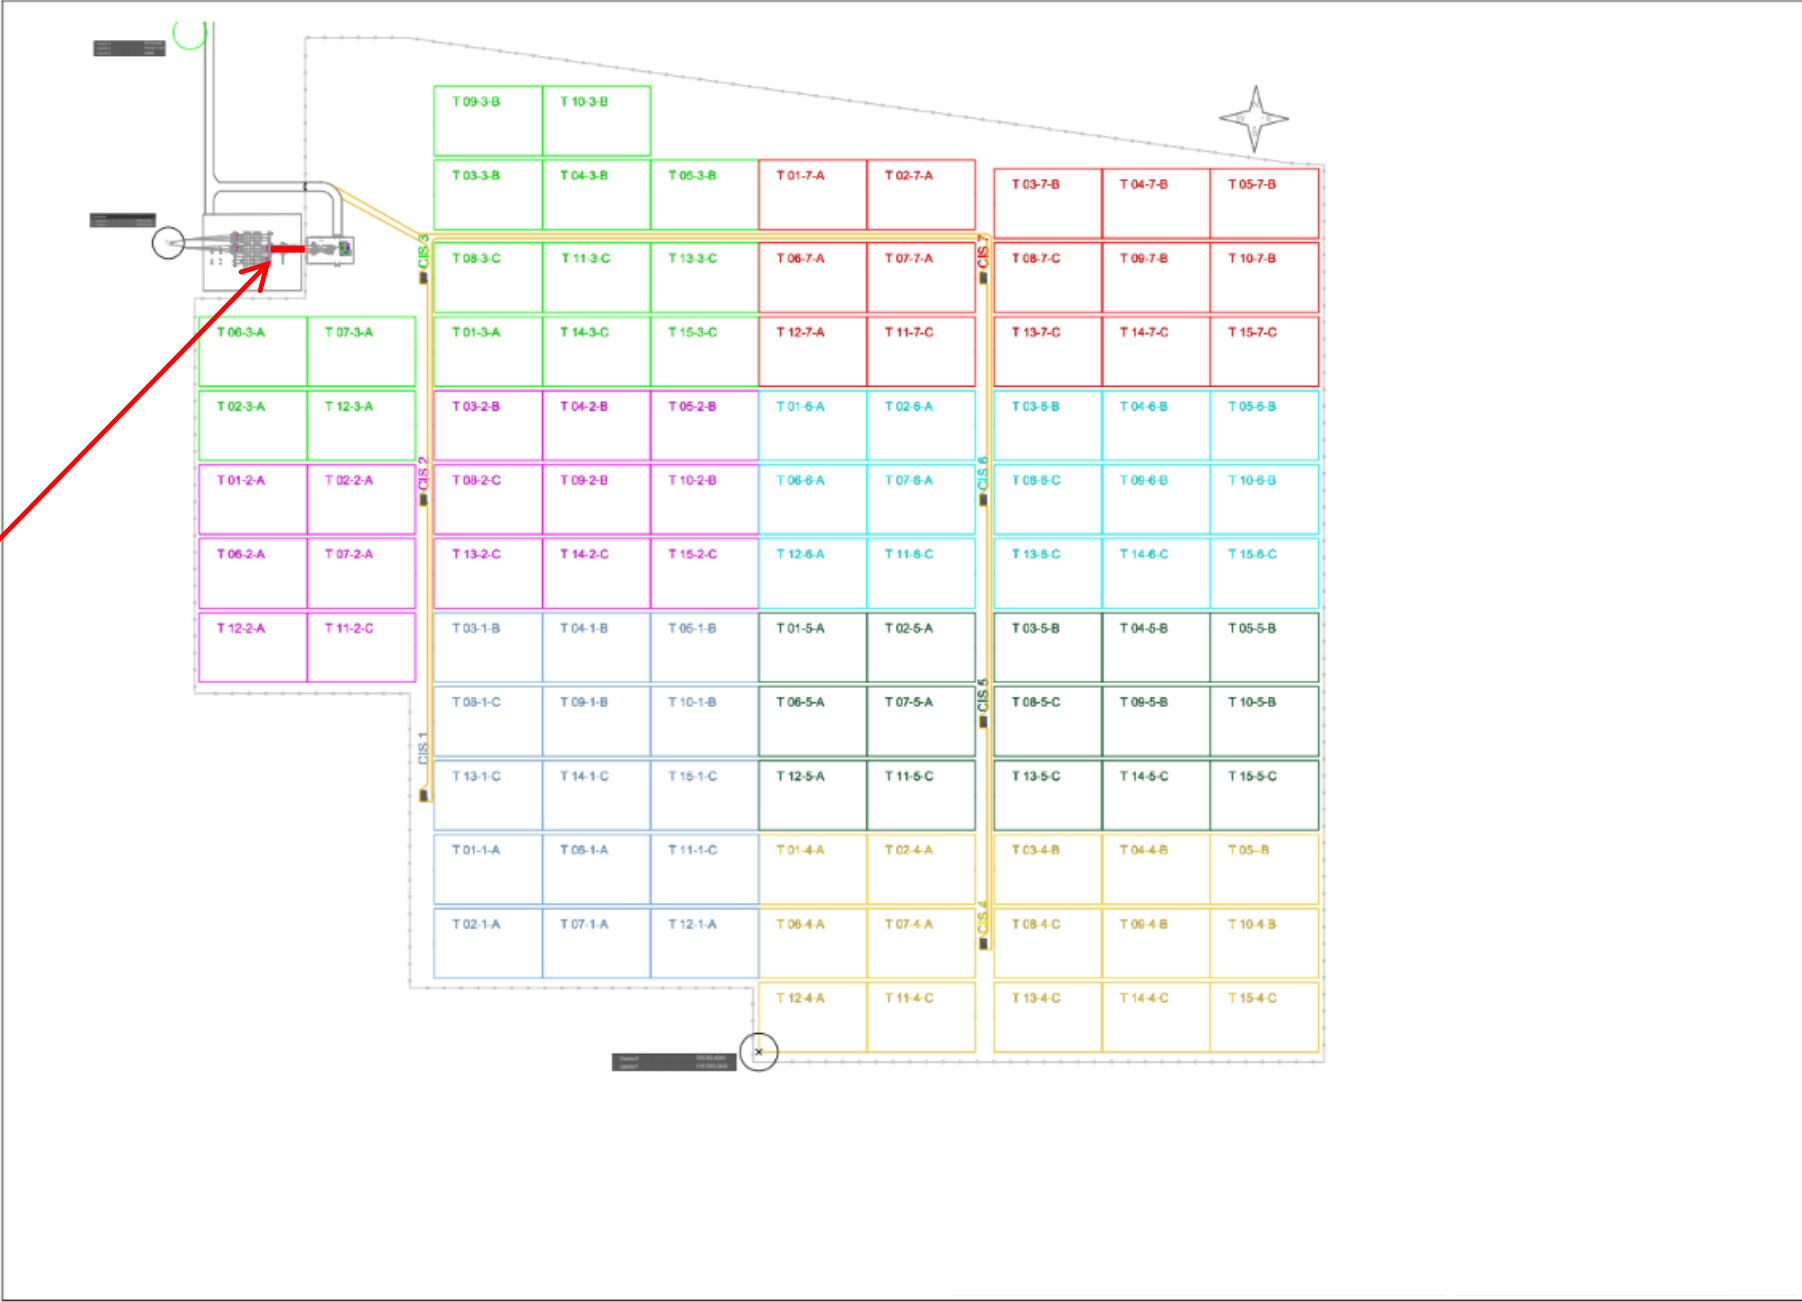 T 09-3-B T 10-3-B
T 03-3-B T 04-3-B T 05-3-B T 01-7-A T 02-7-A T 03-7-B T 04-7-B T 05-7-B
CIS 3 T 08-3-C T 11-3-C T 13-3-C T 06-7-A T 07-7-A CIS 7 T 08-7-C T 09-7-B T 10-7-B
T 06-3-A T 07-3-A T 01-3-A T 14-3-C T 15-3-C T 12-7-A T 11-7-C T 13-7-C T 14-7-C T 15-7-C
T 02-3-A T 12-3-A T 03-2-B T 04-2-B T 05-2-B T 01-6-A T 02-6-A T 03-6-B T 04-6-B T 05-6-B
T 01-2-A T 02-2-A CIS 2 T 08-2-C T 09-2-B T 10-2-B T 06-6-A T 07-6-A CIS 6 T 08-6-C T 09-6-B T 10-6-B
T 06-2-A T 07-2-A T 13-2-C T 14-2-C T 15-2-C T 12-6-A T 11-6-C T 13-6-C T 14-6-C T 15-6-C
T 12-2-A T 11-2-C T 03-1-B T 04-1-B T 05-1-B T 01-5-A T 02-5-A T 03-5-B T 04-5-B T 05-5-B
T 08-1-C T 09-1-B T 10-1-B T 06-5-A T 07-5-A CIS 5 T 08-5-C T 09-5-B T 10-5-B
CIS 1 T 13-1-C T 14-1-C T 15-1-C T 12-5-A T 11-5-C T 13-5-C T 14-5-C T 15-5-C
T 01-1-A T 06-1-A T 11-1-C T 01-4-A T 02-4-A T 03-4-B T 04-4-B T 05--B
T 02-1-A T 07-1-A T 12-1-A T 06-4-A T 07-4-A CIS 4 T 08-4-C T 09-4-B T 10-4-B
T 12-4-A T 11-4-C T 13-4-C T 14-4-C T 15-4-C